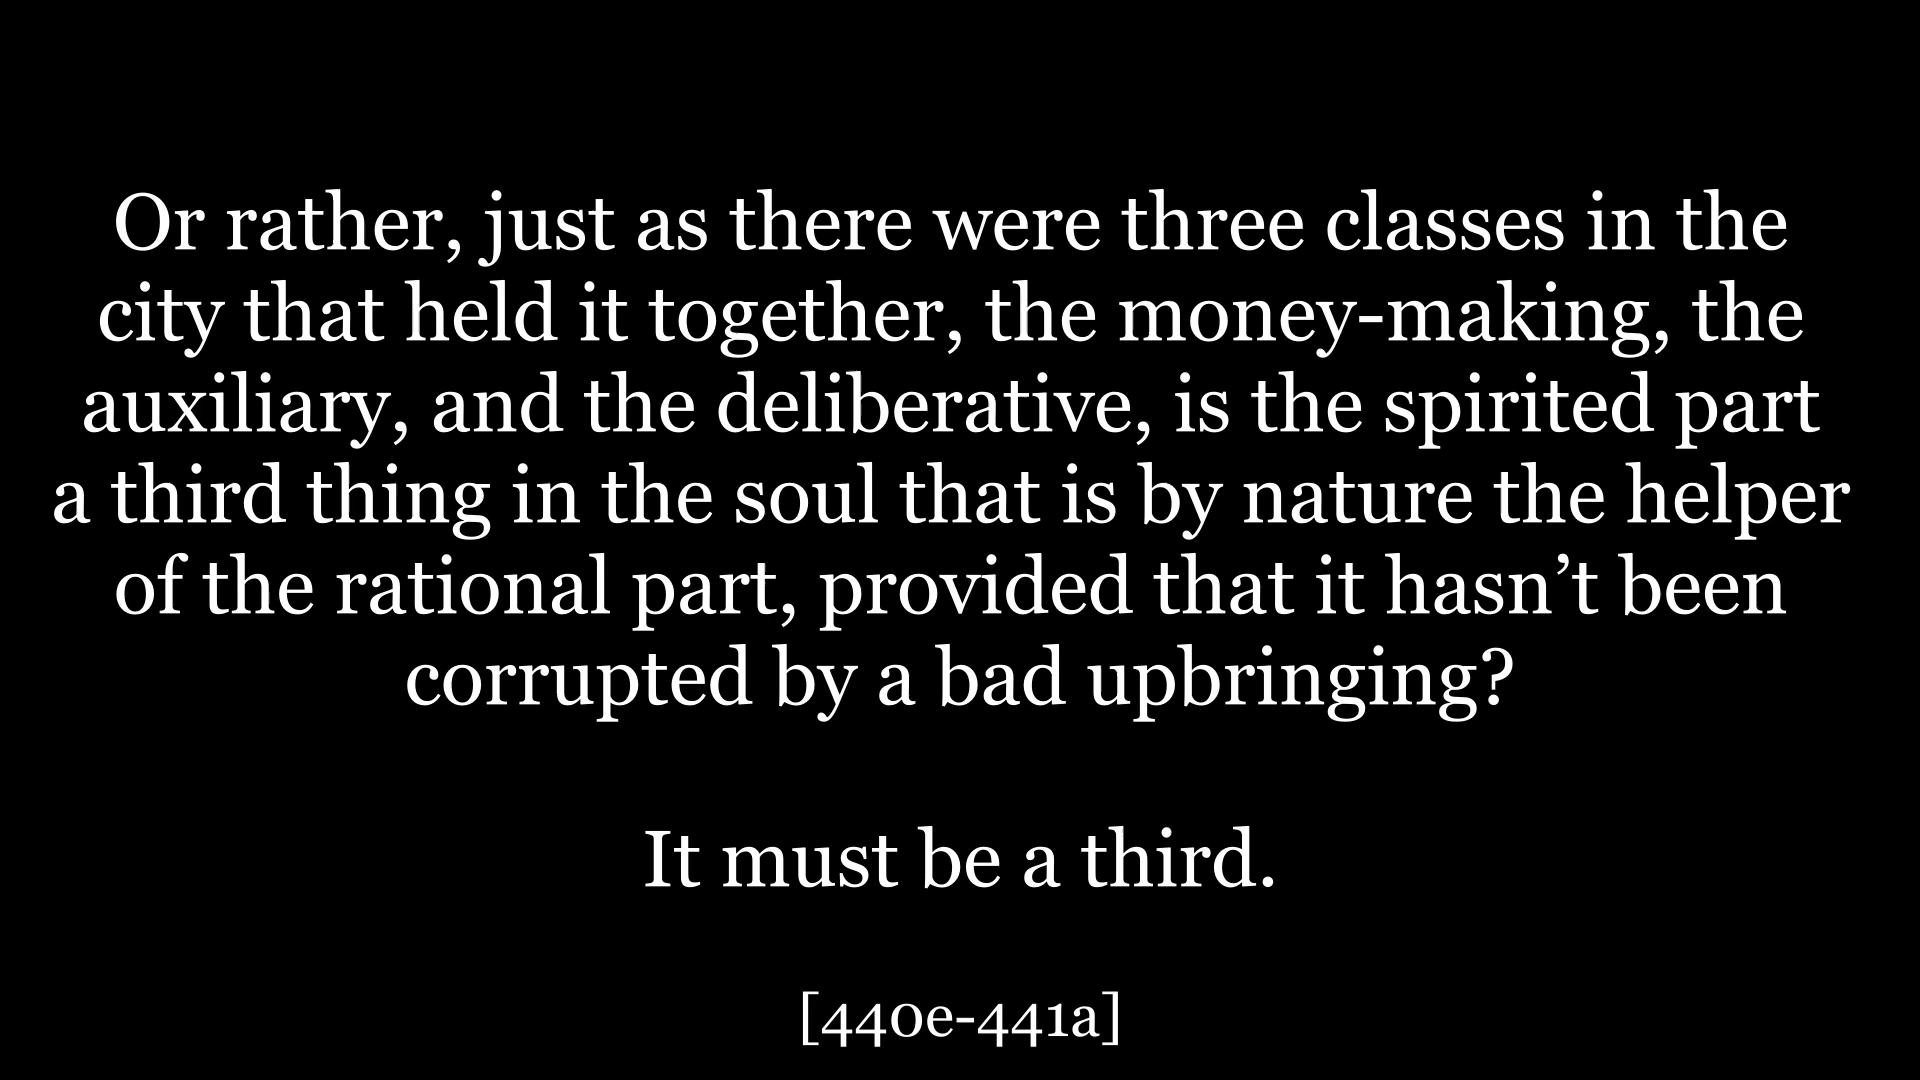 Or rather, just as there were three classes in the
city that held it together, the money-making, the
auxiliary, and the deliberative, is the spirited part
a third thing in the soul that is by nature the helper
of the rational part, provided that it hasn’t been
corrupted by a bad upbringing?
It must be a third.
[440e-441a]